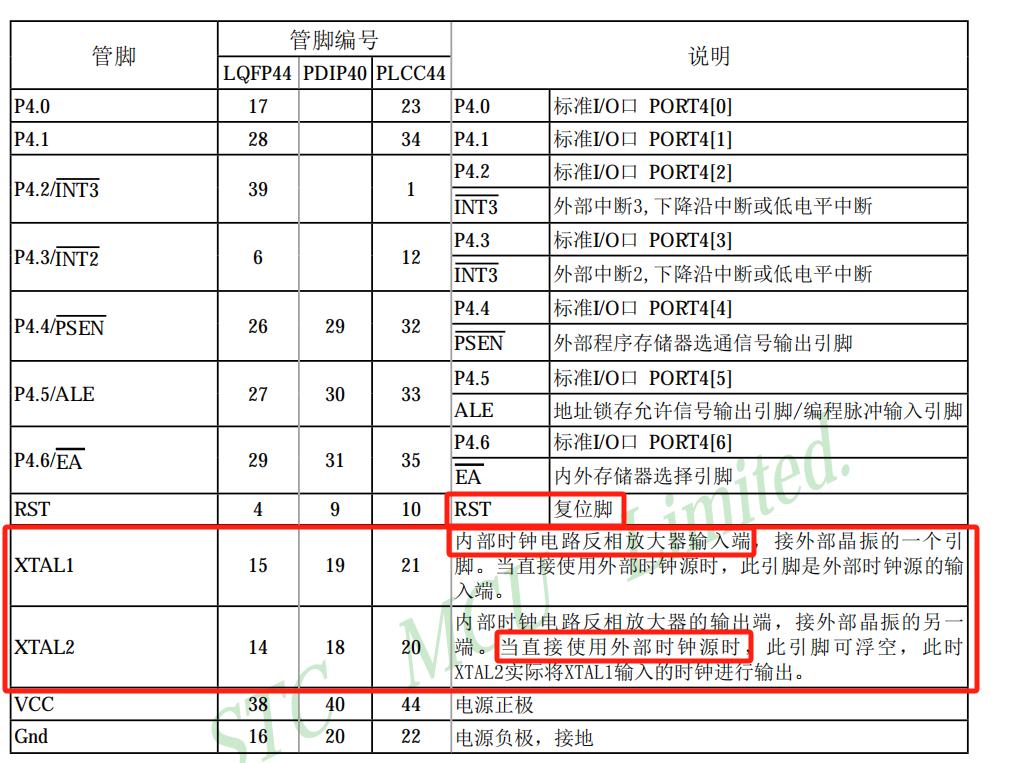 管脚 管脚编号 说明
LQFP44 PDIP40 PLCC44
P4.0 17 23 P4.0 标准I/O口 PORT4[0]
P4.1 28 34 P4.1 标准I/O口 PORT4[1]
P4.2/INT3 39 1 P4.2 标准I/O口 PORT4[2]
INT3 外部中断3,下降沿中断或低电平中断
P4.3/INT2 6 12 P4.3 标准I/O口 PORT4[3]
INT3 外部中断2,下降沿中断或低电平中断
P4.4/PSEN 26 29 32 P4.4 标准I/O口 PORT4[4]
PSEN 外部程序存储器选通信号输出引脚
P4.5/ALE 27 30 33 P4.5 标准I/O口 PORT4[5]
ALE 地址锁存允许信号输出引脚/编程脉冲输入引脚
P4.6/EA 29 31 35 P4.6 标准I/O口 PORT4[6]
EA 内外存储器选择引脚
RST 4 9 10 RST 复位脚
XTAL1 15 19 21 内部时钟电路反相放大器输入端，接外部晶振的一个引
脚。当直接使用外部时钟源时，此引脚是外部时钟源的输
入端。
XTAL2 14 18 20 内部时钟电路反相放大器的输出端，接外部晶振的另一
端。当直接使用外部时钟源时，此引脚可浮空，此时
XTAL2实际将XTAL1输入的时钟进行输出。
VCC 38 40 44 电源正极
Gnd 16 20 22 电源负极，接地
STC MCU Limited.